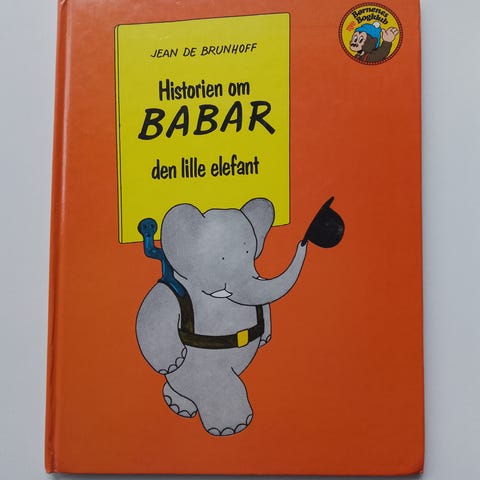 JEAN DE BRUNHOFF
Historien om
BABAR
den lille elefant
Børnenes
Bogklub